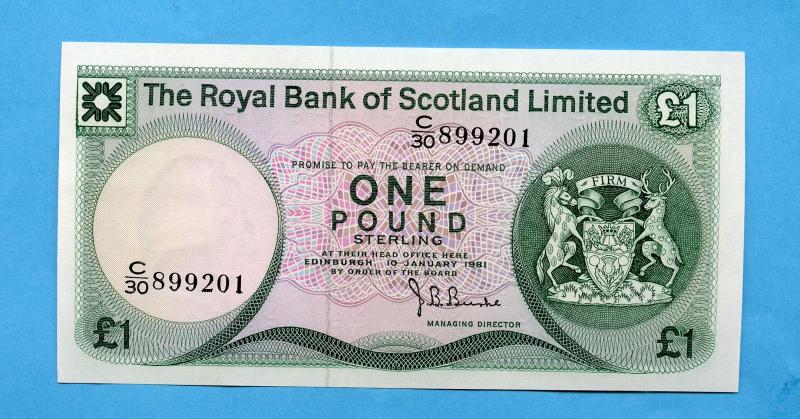 The Royal Bank of Scotland Limited
£1
C/30 899201
PROMISE TO PAY THE BEARER ON DEMAND
ONE
POUND
STERLING
AT THEIR HEAD OFFICE HERE
EDINBURGH, 10 JANUARY 1981
BY ORDER OF THE BOARD
J.B. Burke
MANAGING DIRECTOR
FIRM
C/30 899201
£1
£1